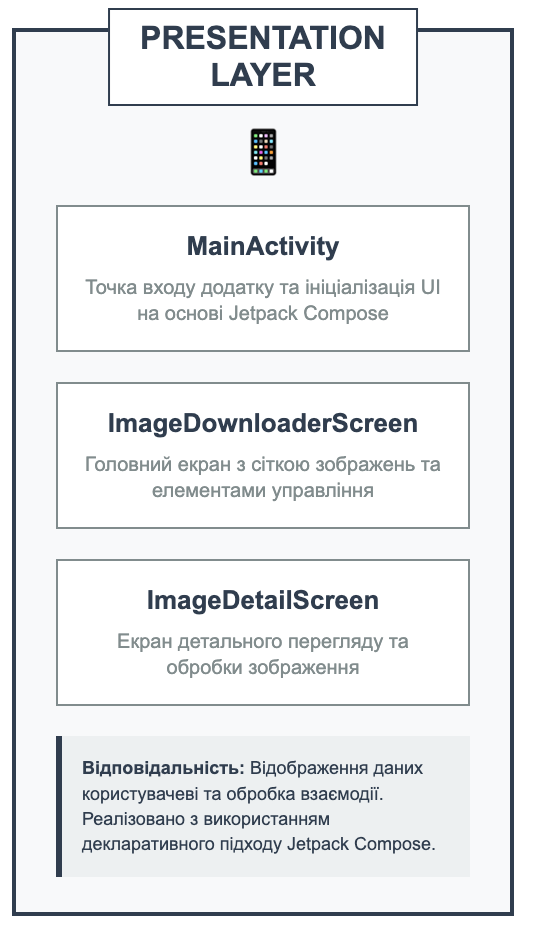 PRESENTATION
LAYER
MainActivity
Точка входу додатку та ініціалізація UI
на основі Jetpack Compose
ImageDownloaderScreen
Головний екран з сіткою зображень та
елементами управління
ImageDetailScreen
Екран детального перегляду та
обробки зображення
Відповідальність: Відображення даних
користувачеві та обробка взаємодії.
Реалізовано з використанням
декларативного підходу Jetpack Compose.